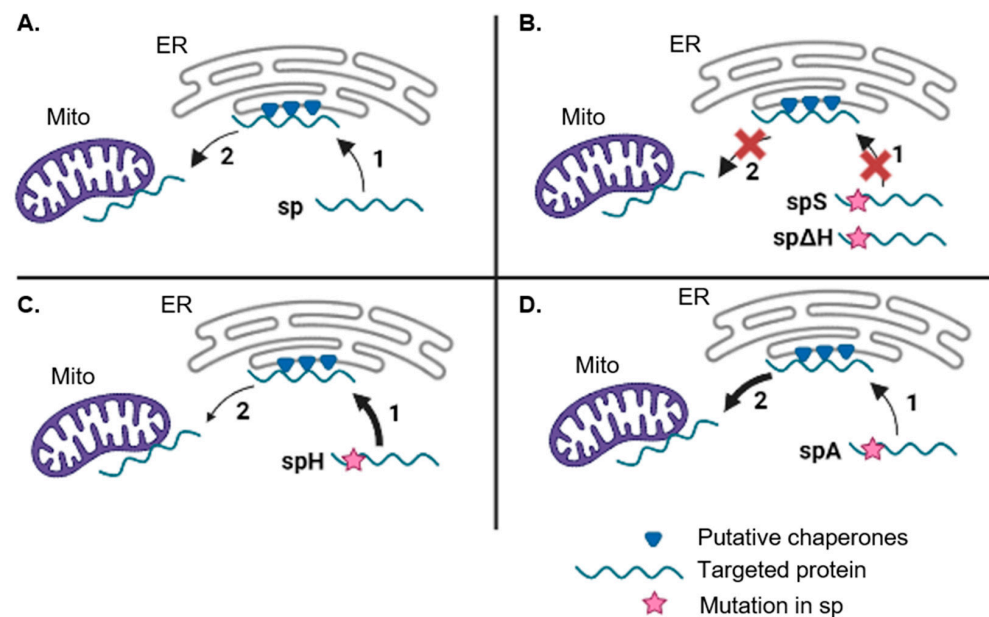 A.
ER
Mito
2
1
sp
B.
ER
Mito
2
1
spS
spΔH
C.
ER
Mito
2
1
spH
D.
ER
Mito
2
1
spA
Putative chaperones
Targeted protein
Mutation in sp